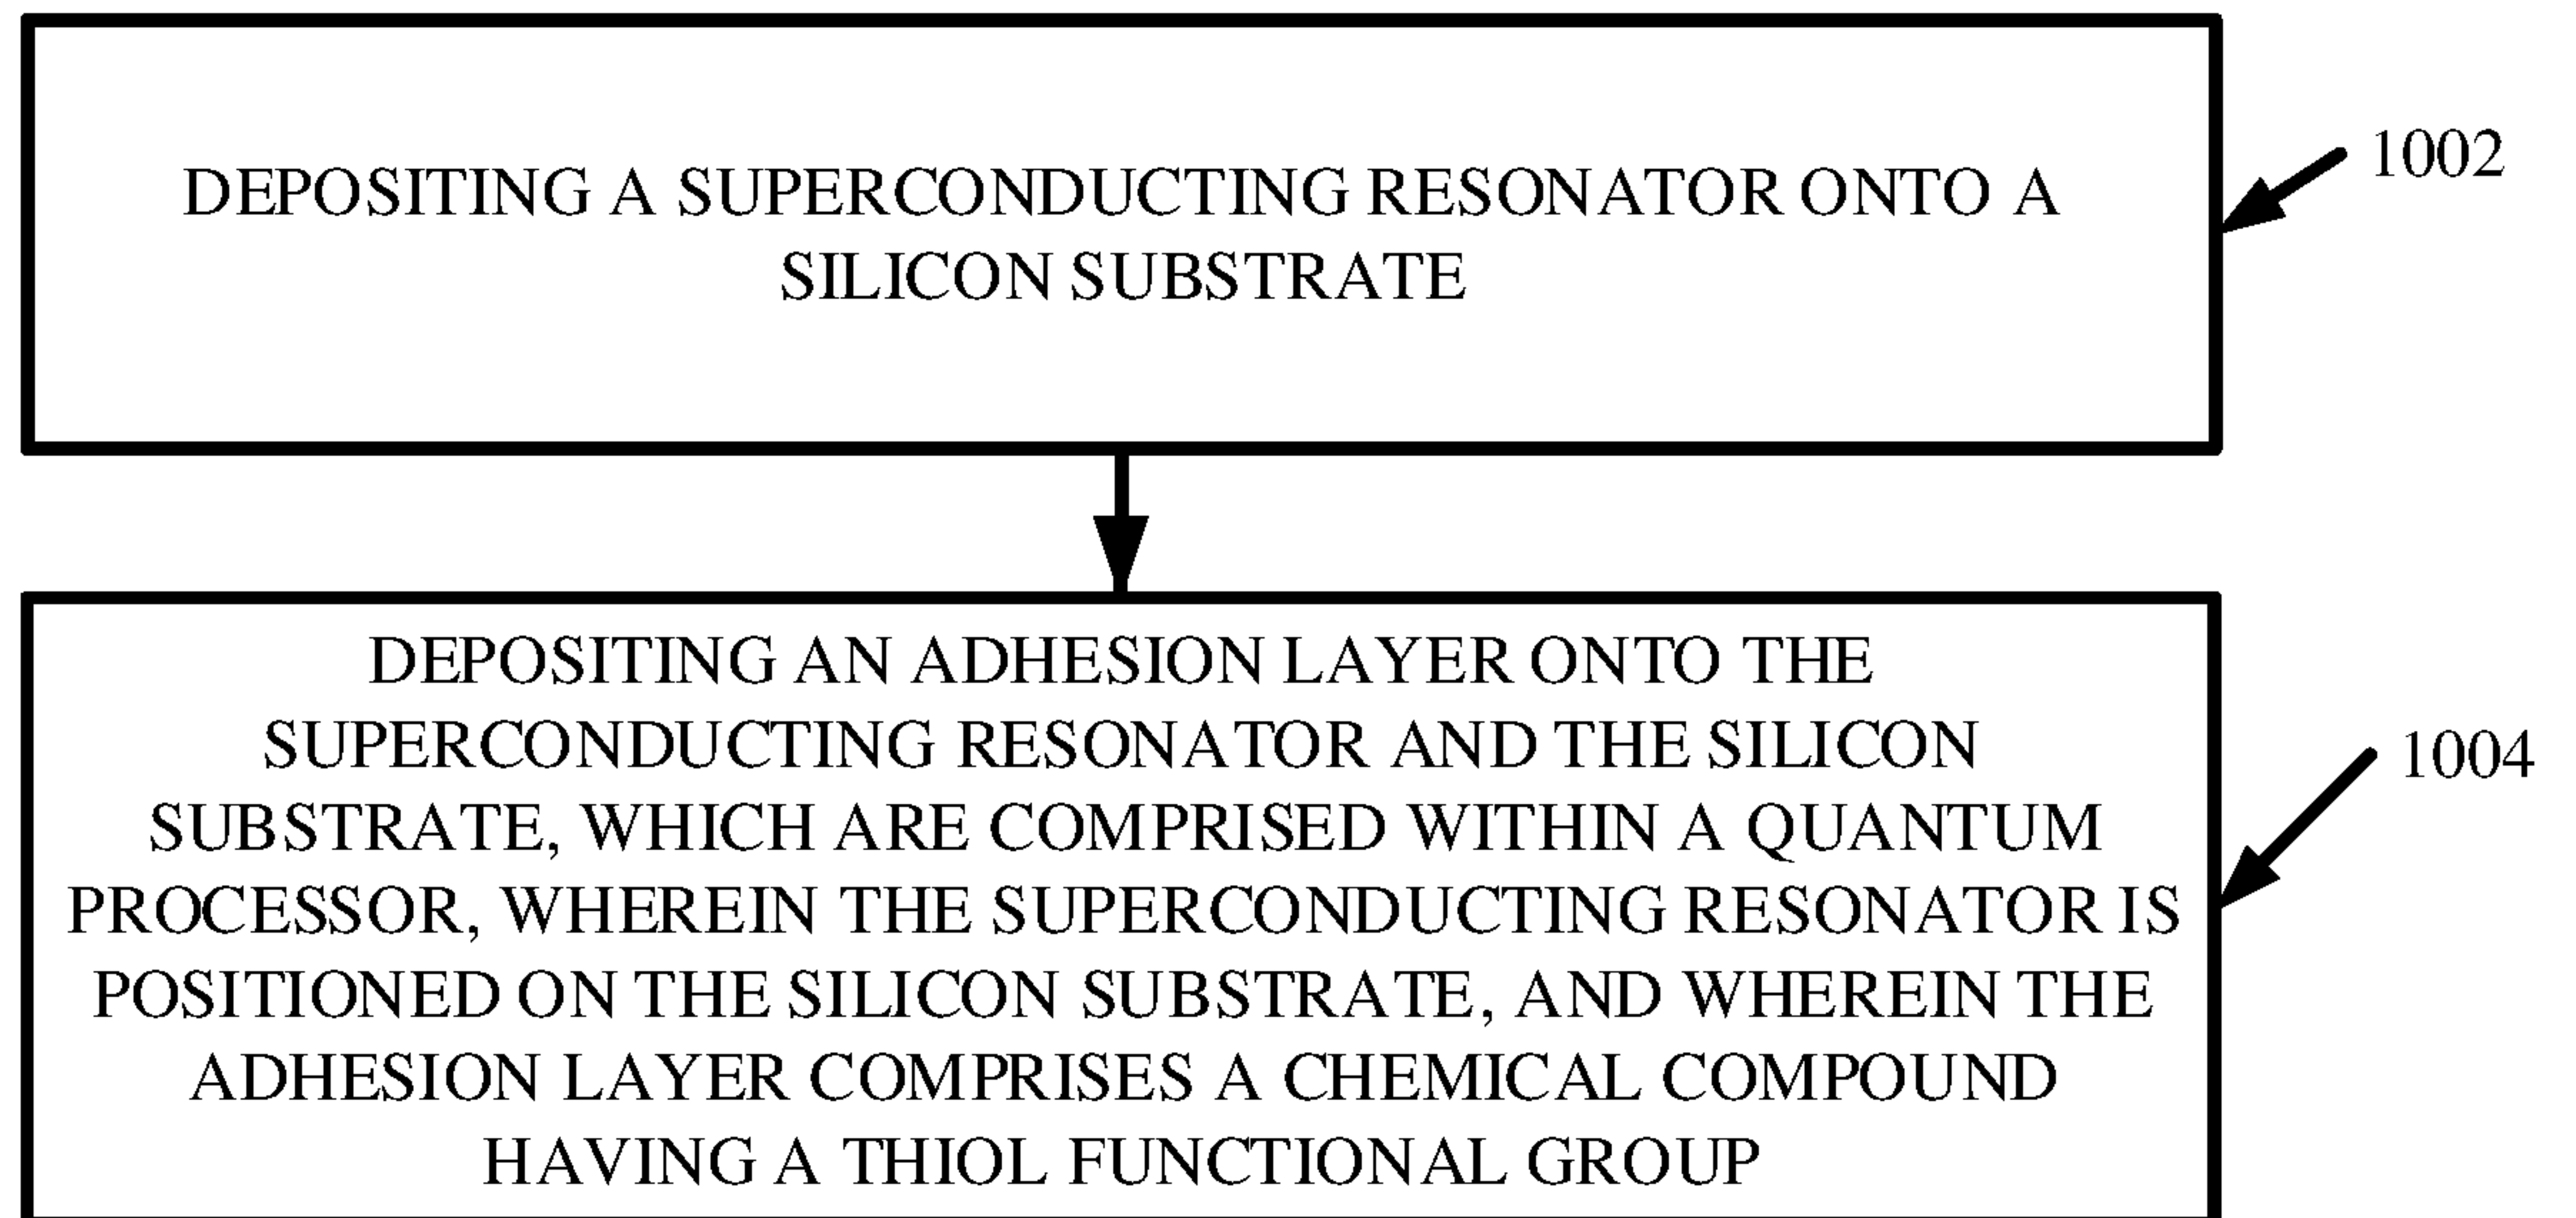 DEPOSITING A SUPERCONDUCTING RESONATOR ONTO A
SILICON SUBSTRATE
1002
DEPOSITING AN ADHESION LAYER ONTO THE
SUPERCONDUCTING RESONATOR AND THE SILICON
SUBSTRATE, WHICH ARE COMPRISED WITHIN A QUANTUM
PROCESSOR, WHEREIN THE SUPERCONDUCTING RESONATOR IS
POSITIONED ON THE SILICON SUBSTRATE, AND WHEREIN THE
ADHESION LAYER COMPRISES A CHEMICAL COMPOUND
HAVING A THIOL FUNCTIONAL GROUP
1004